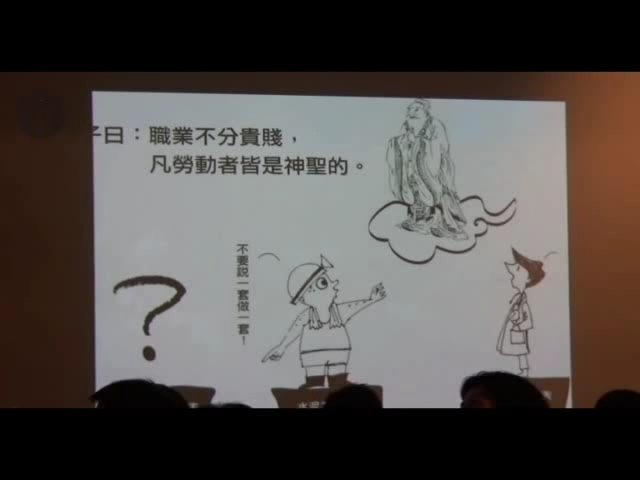 子曰：職業不分貴賤，
凡勞動者皆是神聖的。
不要說一套做一套！
?